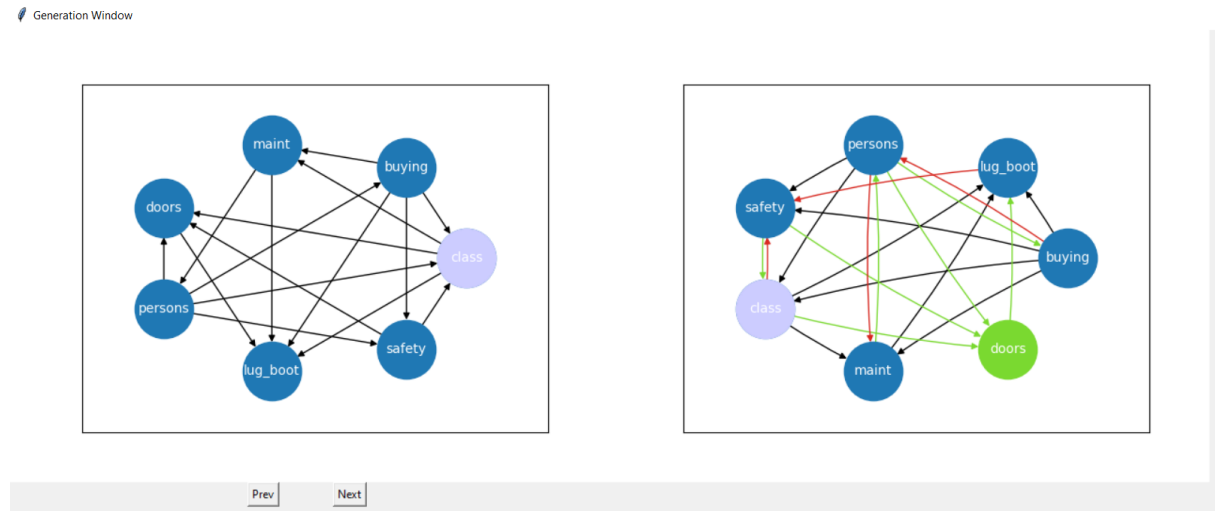 Generation Window
maint
buying
doors
class
persons
safety
lug_boot
persons
lug_boot
safety
buying
class
doors
maint
Prev
Next